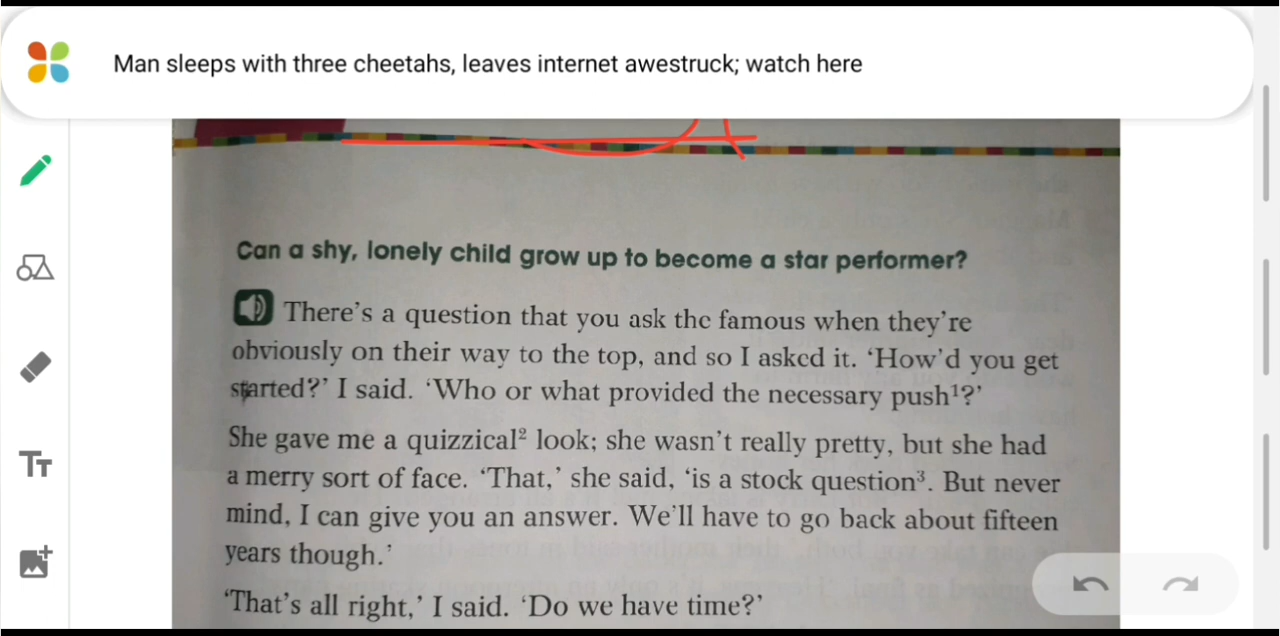 Man sleeps with three cheetahs, leaves internet awestruck; watch here
Can a shy, lonely child grow up to become a star performer?
There's a question that you ask the famous when they're
obviously on their way to the top, and so I asked it. ‘How'd you get
started?’ I said. ‘Who or what provided the necessary push¹?’
She gave me a quizzical² look; she wasn't really pretty, but she had
a merry sort of face. ‘That,’ she said, ‘is a stock question³. But never
mind, I can give you an answer. We'll have to go back about fifteen
years though.’
‘That's all right,’ I said. ‘Do we have time?’
TT